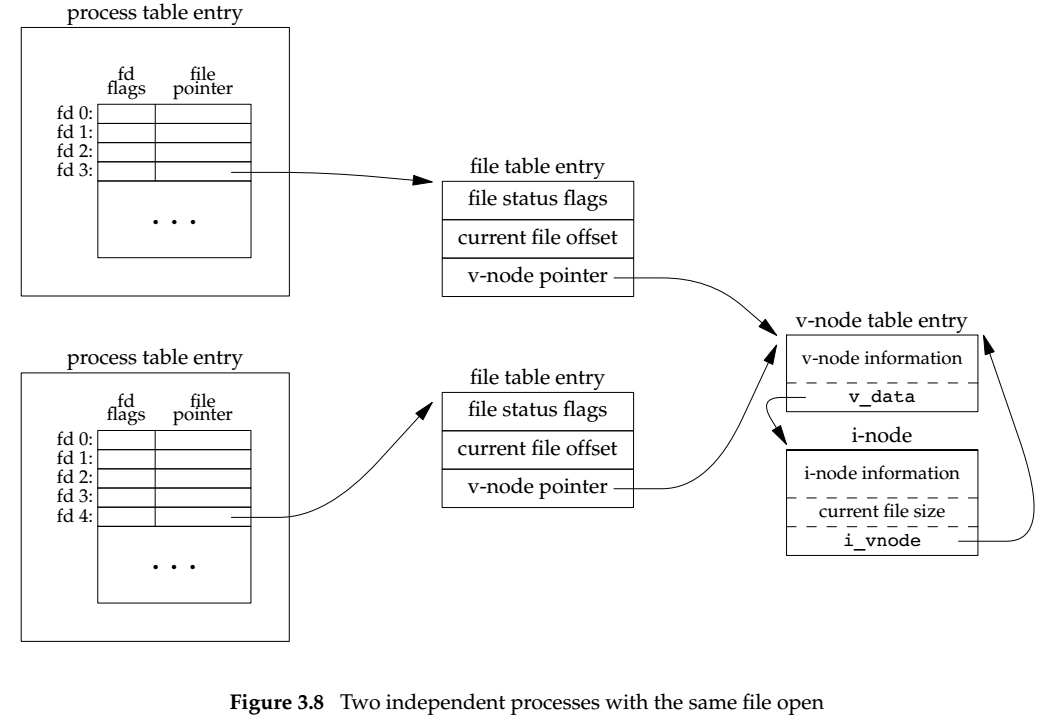 process table entry
fd flags
file pointer
fd 0:
fd 1:
fd 2:
fd 3:
. . .
file table entry
file status flags
current file offset
v-node pointer
process table entry
fd flags
file pointer
fd 0:
fd 1:
fd 2:
fd 3:
fd 4:
. . .
file table entry
file status flags
current file offset
v-node pointer
v-node table entry
v-node information
v_data
i-node
i-node information
current file size
i_vnode
Figure 3.8 Two independent processes with the same file open